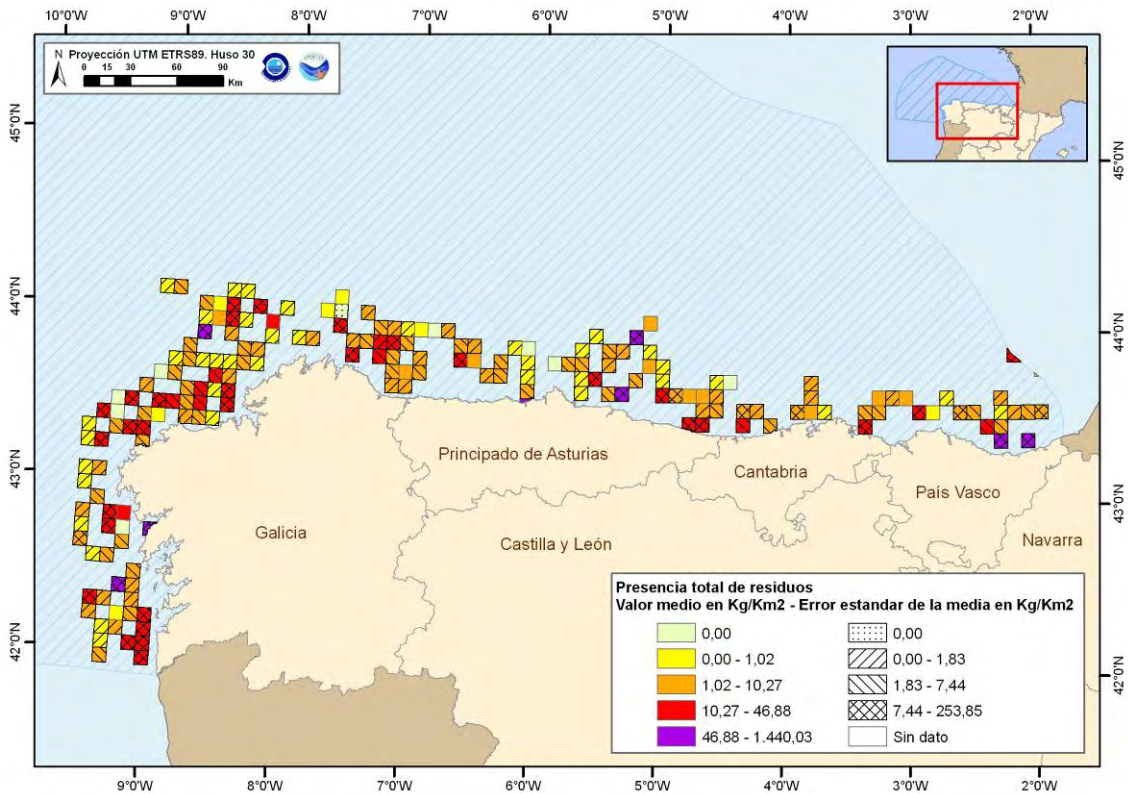 10°0'W 9°0'W 8°0'W 7°0'W 6°0'W 5°0'W 4°0'W 3°0'W 2°0'W
N Proyección UTM ETRS89. Huso 30
0 15 30 60 90
Km
45°0'N
45°0'N
44°0'N
44°0'N
43°0'N
43°0'N
42°0'N
42°0'N
Principado de Asturias
Cantabria
País Vasco
Galicia
Castilla y León
Navarra
Presencia total de residuos
Valor medio en Kg/Km2 - Error estandar de la media en Kg/Km2
0,00 0,00
0,00 - 1,02 0,00 - 1,83
1,02 - 10,27 1,83 - 7,44
10,27 - 46,88 7,44 - 253,85
46,88 - 1.440,03 Sin dato
9°0'W 8°0'W 7°0'W 6°0'W 5°0'W 4°0'W 3°0'W 2°0'W